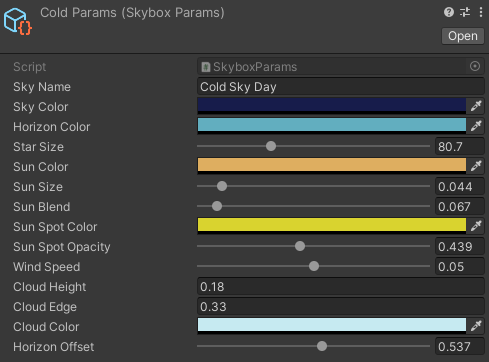 Cold Params (Skybox Params)
Open
Script SkyboxParams
Sky Name Cold Sky Day
Sky Color
Horizon Color
Star Size 80.7
Sun Color
Sun Size 0.044
Sun Blend 0.067
Sun Spot Color
Sun Spot Opacity 0.439
Wind Speed 0.05
Cloud Height 0.18
Cloud Edge 0.33
Cloud Color
Horizon Offset 0.537